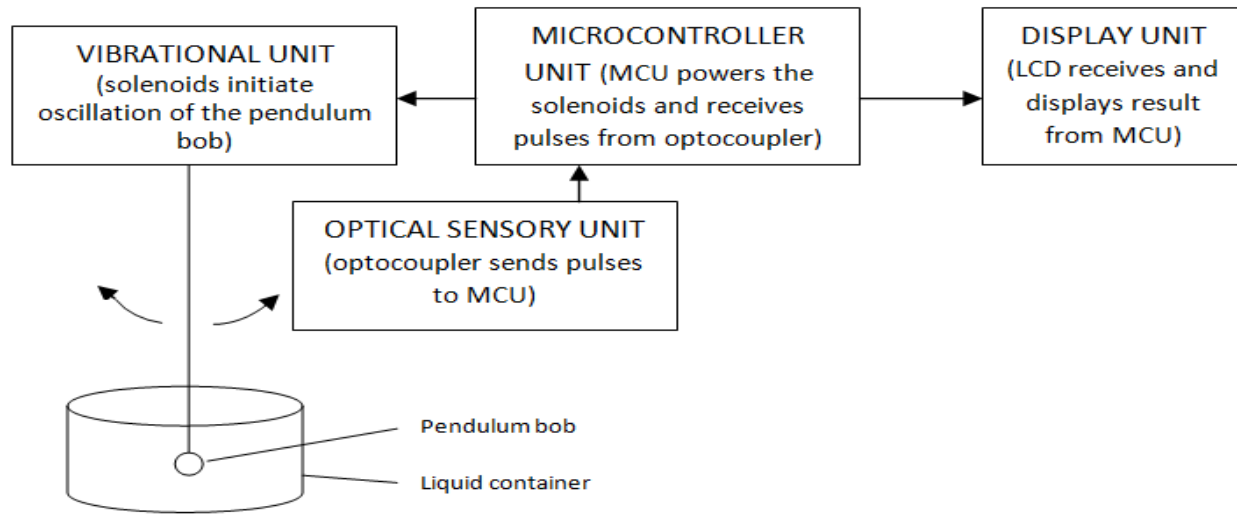 VIBRATIONAL UNIT
(solenoids initiate
oscillation of the pendulum
bob)
MICROCONTROLLER
UNIT (MCU powers the
solenoids and receives
pulses from optocoupler)
DISPLAY UNIT
(LCD receives and
displays result
from MCU)
OPTICAL SENSORY UNIT
(optocoupler sends pulses
to MCU)
Pendulum bob
Liquid container